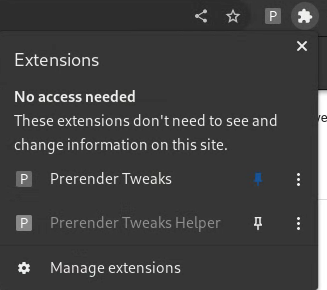 P
Extensions
No access needed
These extensions don't need to see and
change information on this site.
P Prerender Tweaks
P Prerender Tweaks Helper
Manage extensions